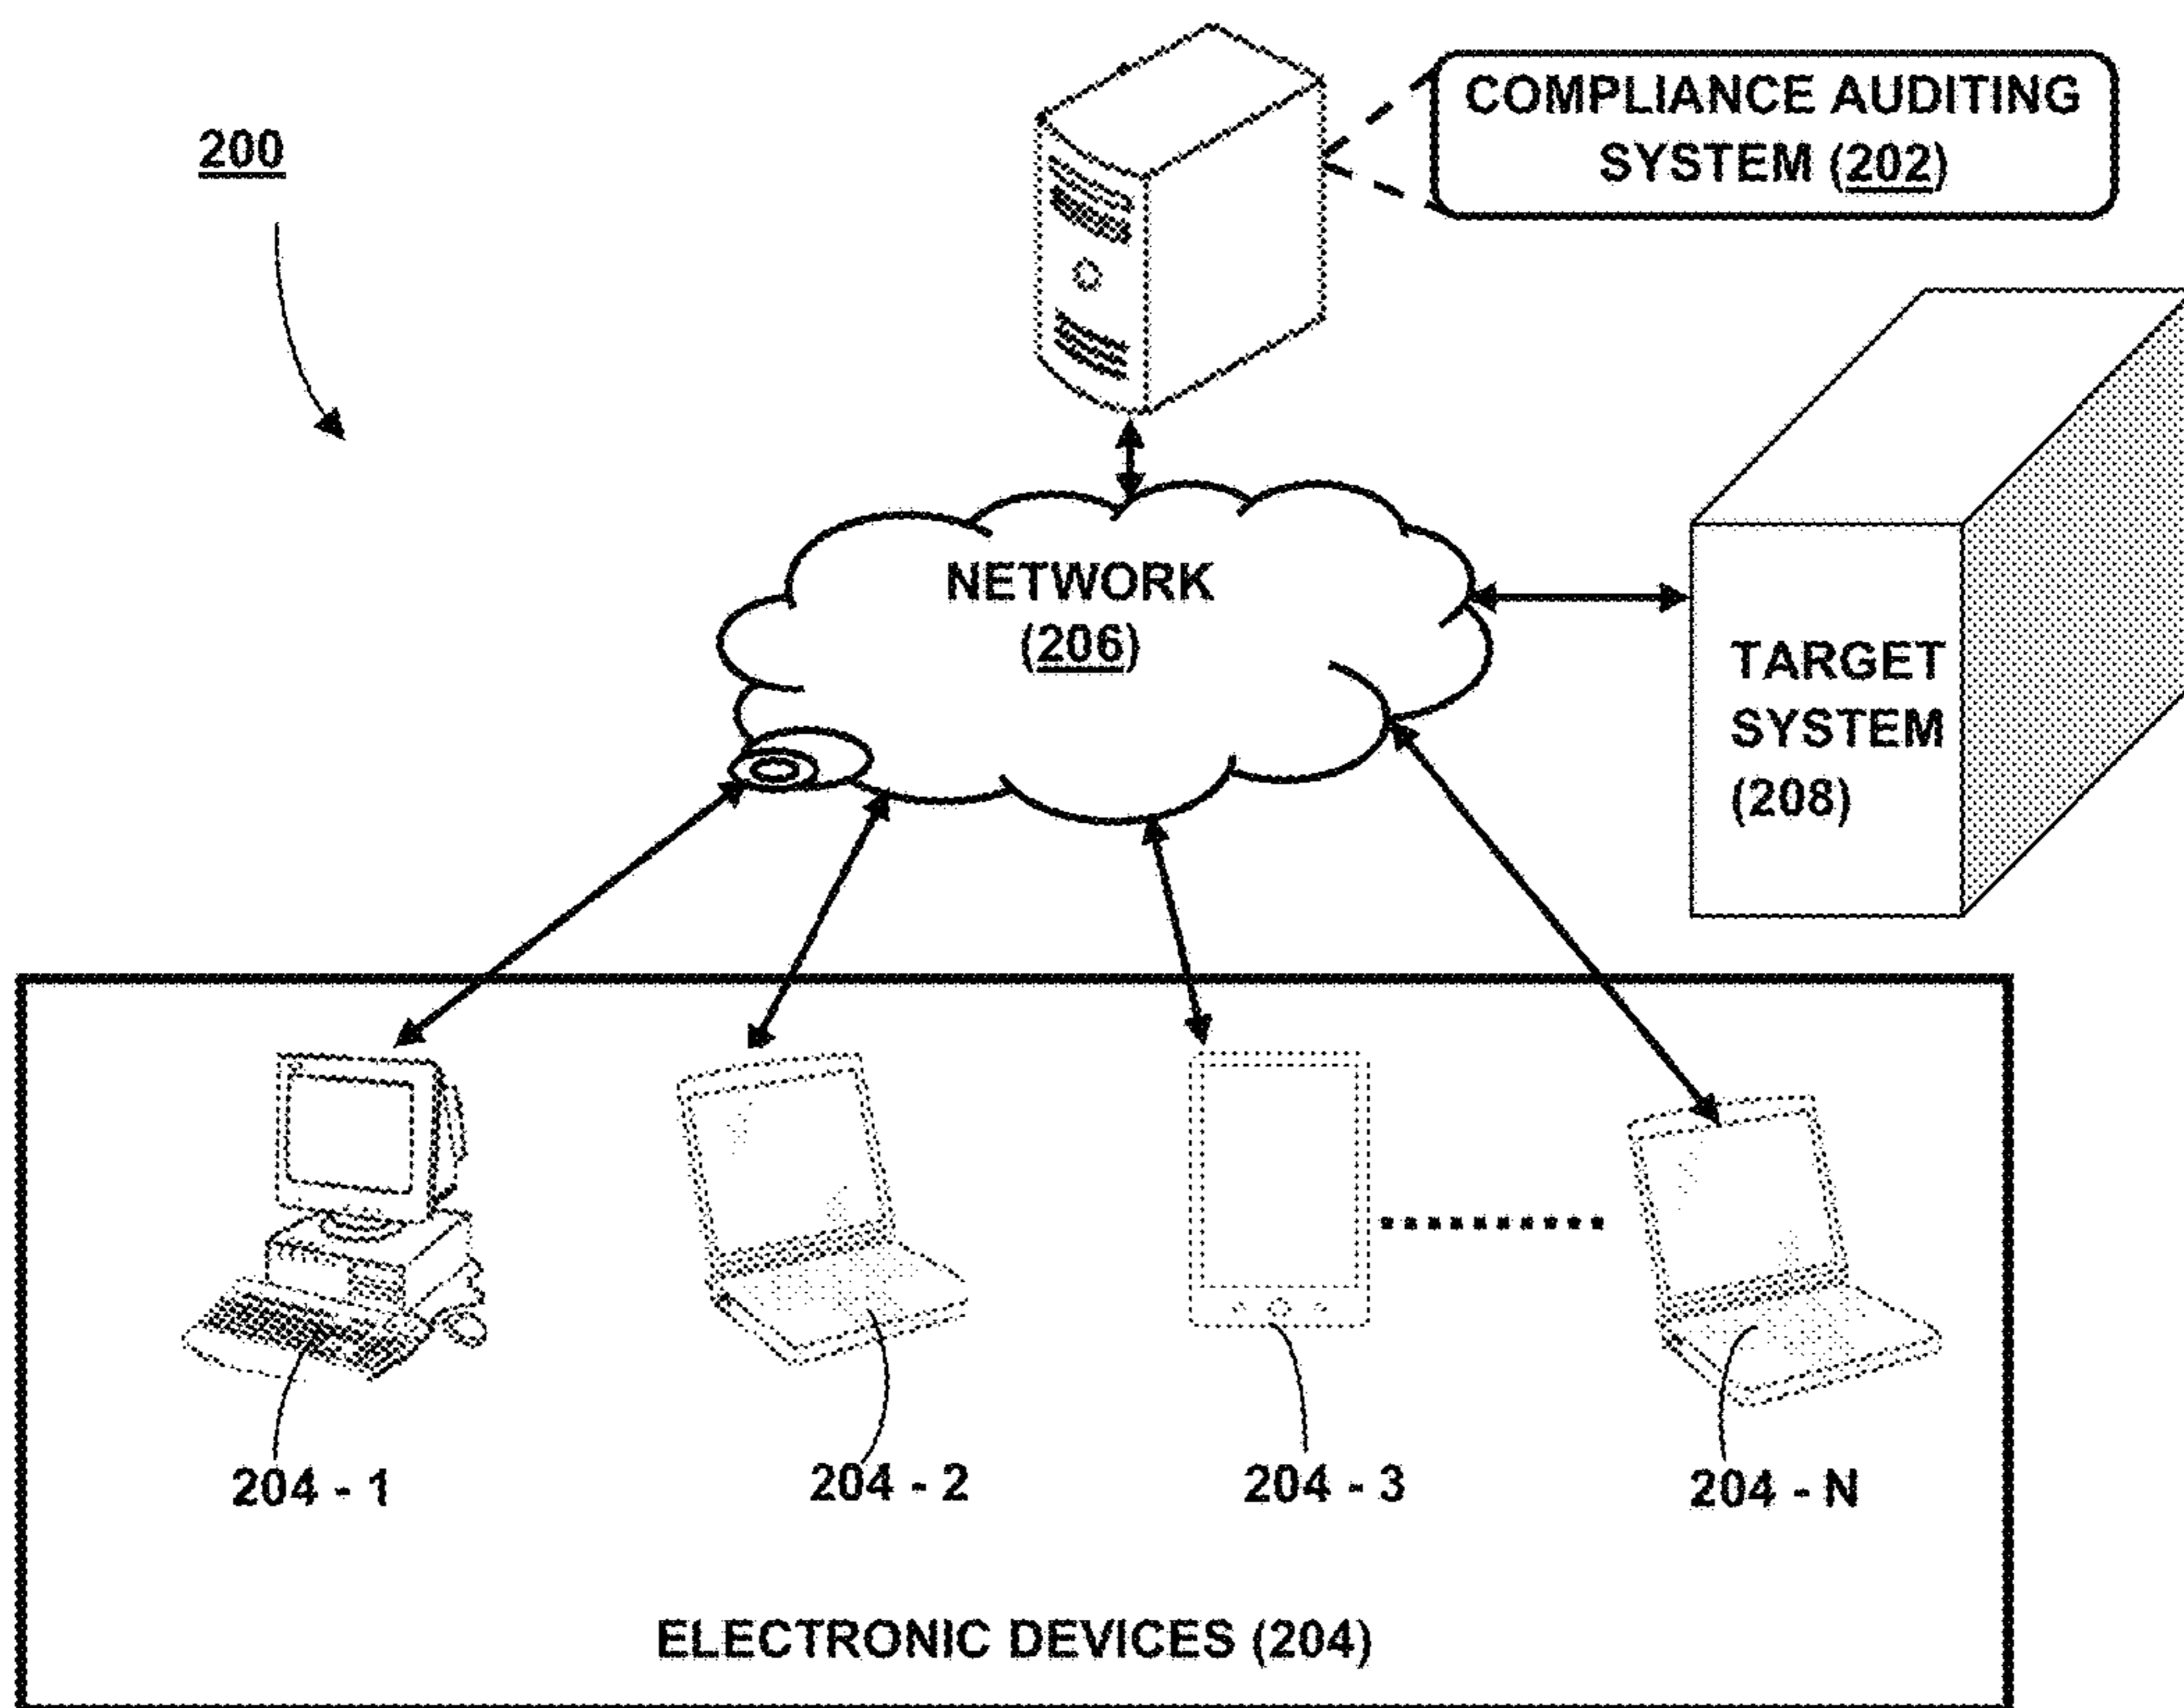 200
COMPLIANCE AUDITING
SYSTEM (202)
NETWORK
(206)
TARGET
SYSTEM
(208)
204 - 1
204 - 2
204 - 3
204 - N
ELECTRONIC DEVICES (204)